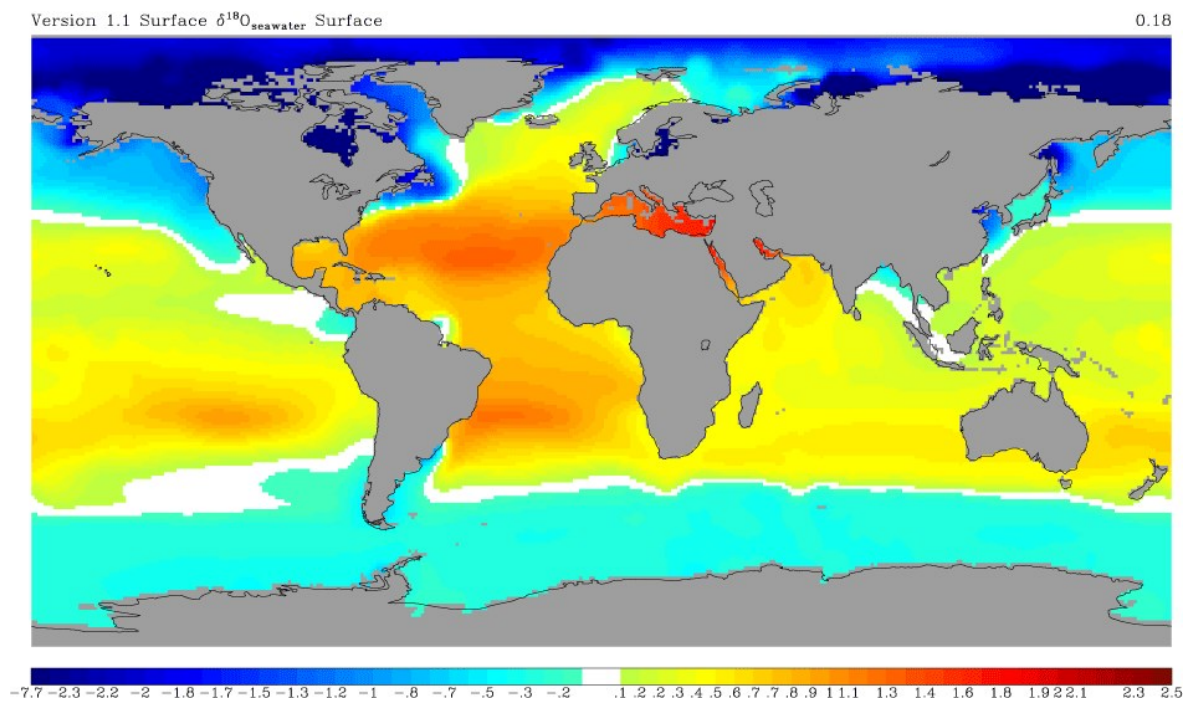 Version 1.1 Surface δ¹⁸Oseawater Surface
0.18
-7.7 -2.3 -2.2 -2 -1.8 -1.7 -1.5 -1.3 -1.2 -1 -.8 -.7 -.5 -.3 -.2 .1 .2 .3 .4 .5 .6 .7 .8 .9 1 1.1 1.3 1.4 1.6 1.8 1.9 2 2.1 2.3 2.5